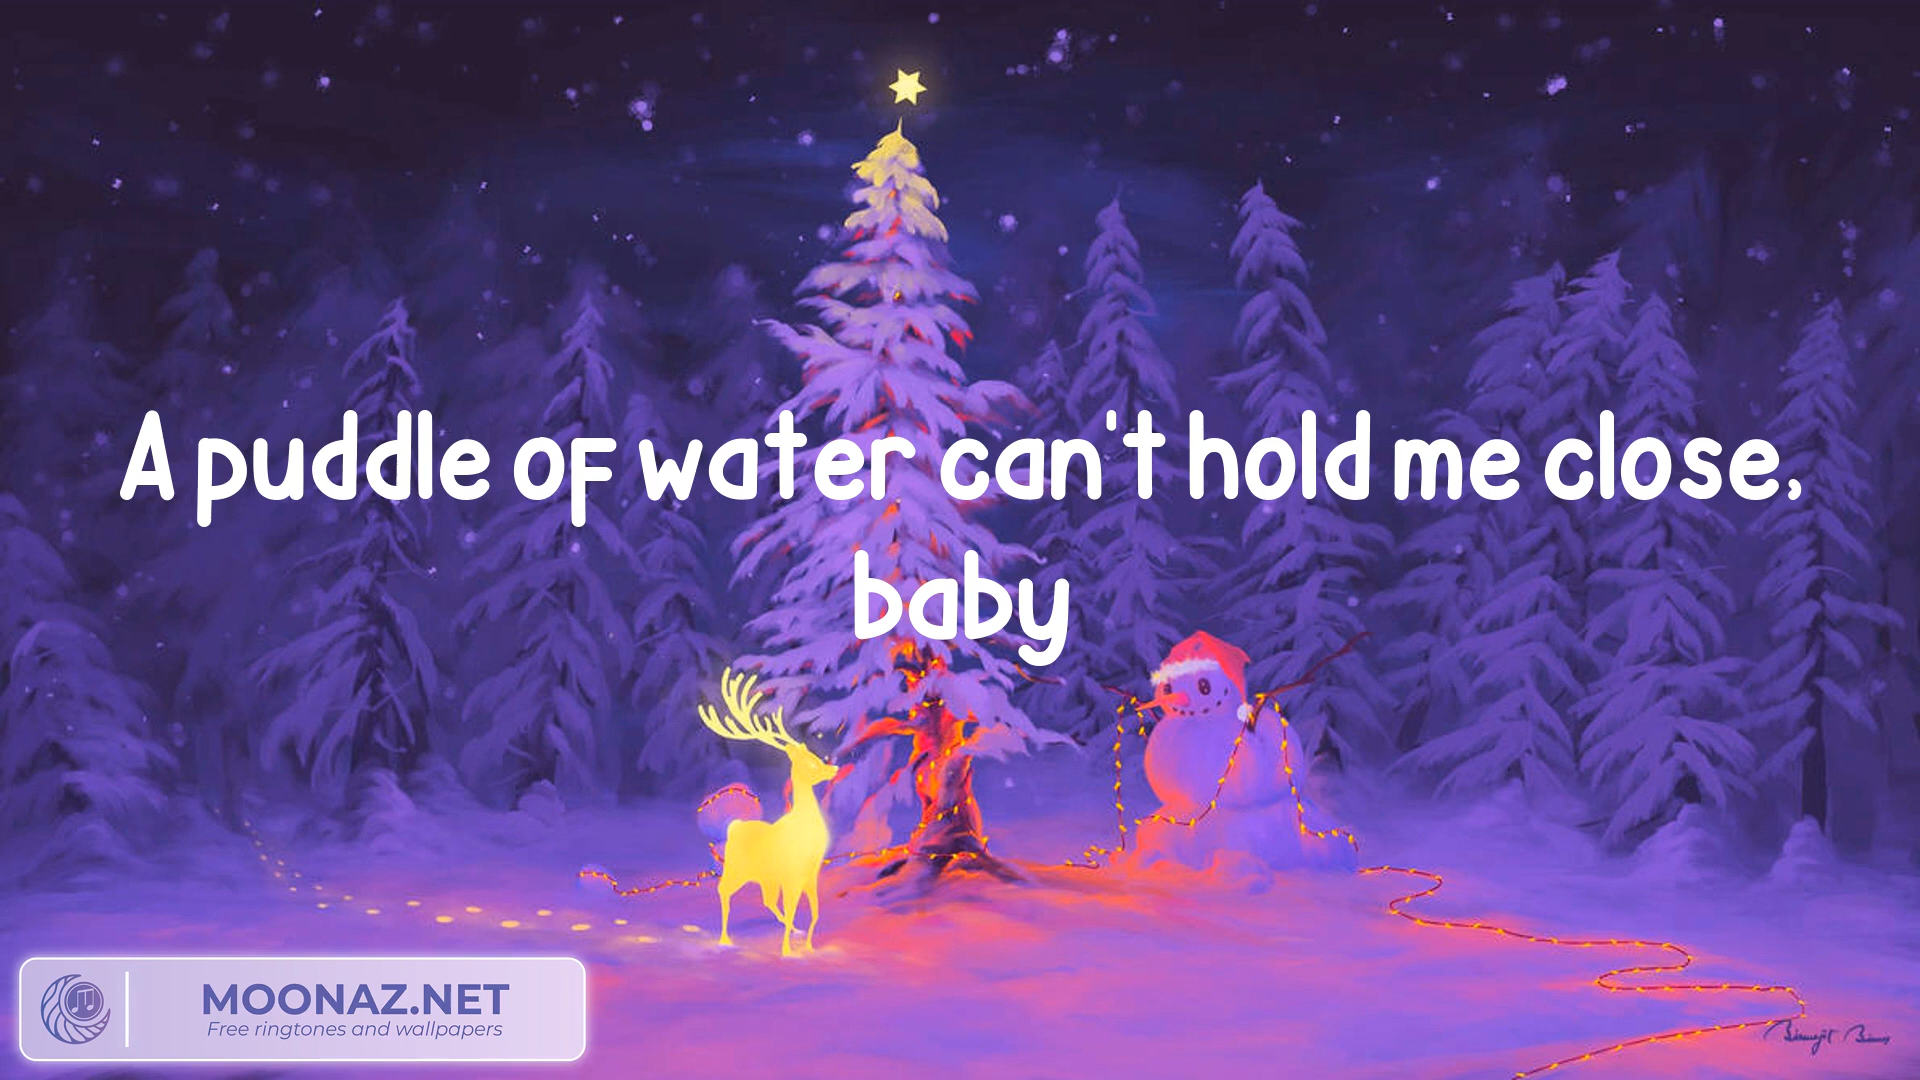 A puddle of water can't hold me close,
baby
MOONAZ.NET
Free ringtones and wallpapers